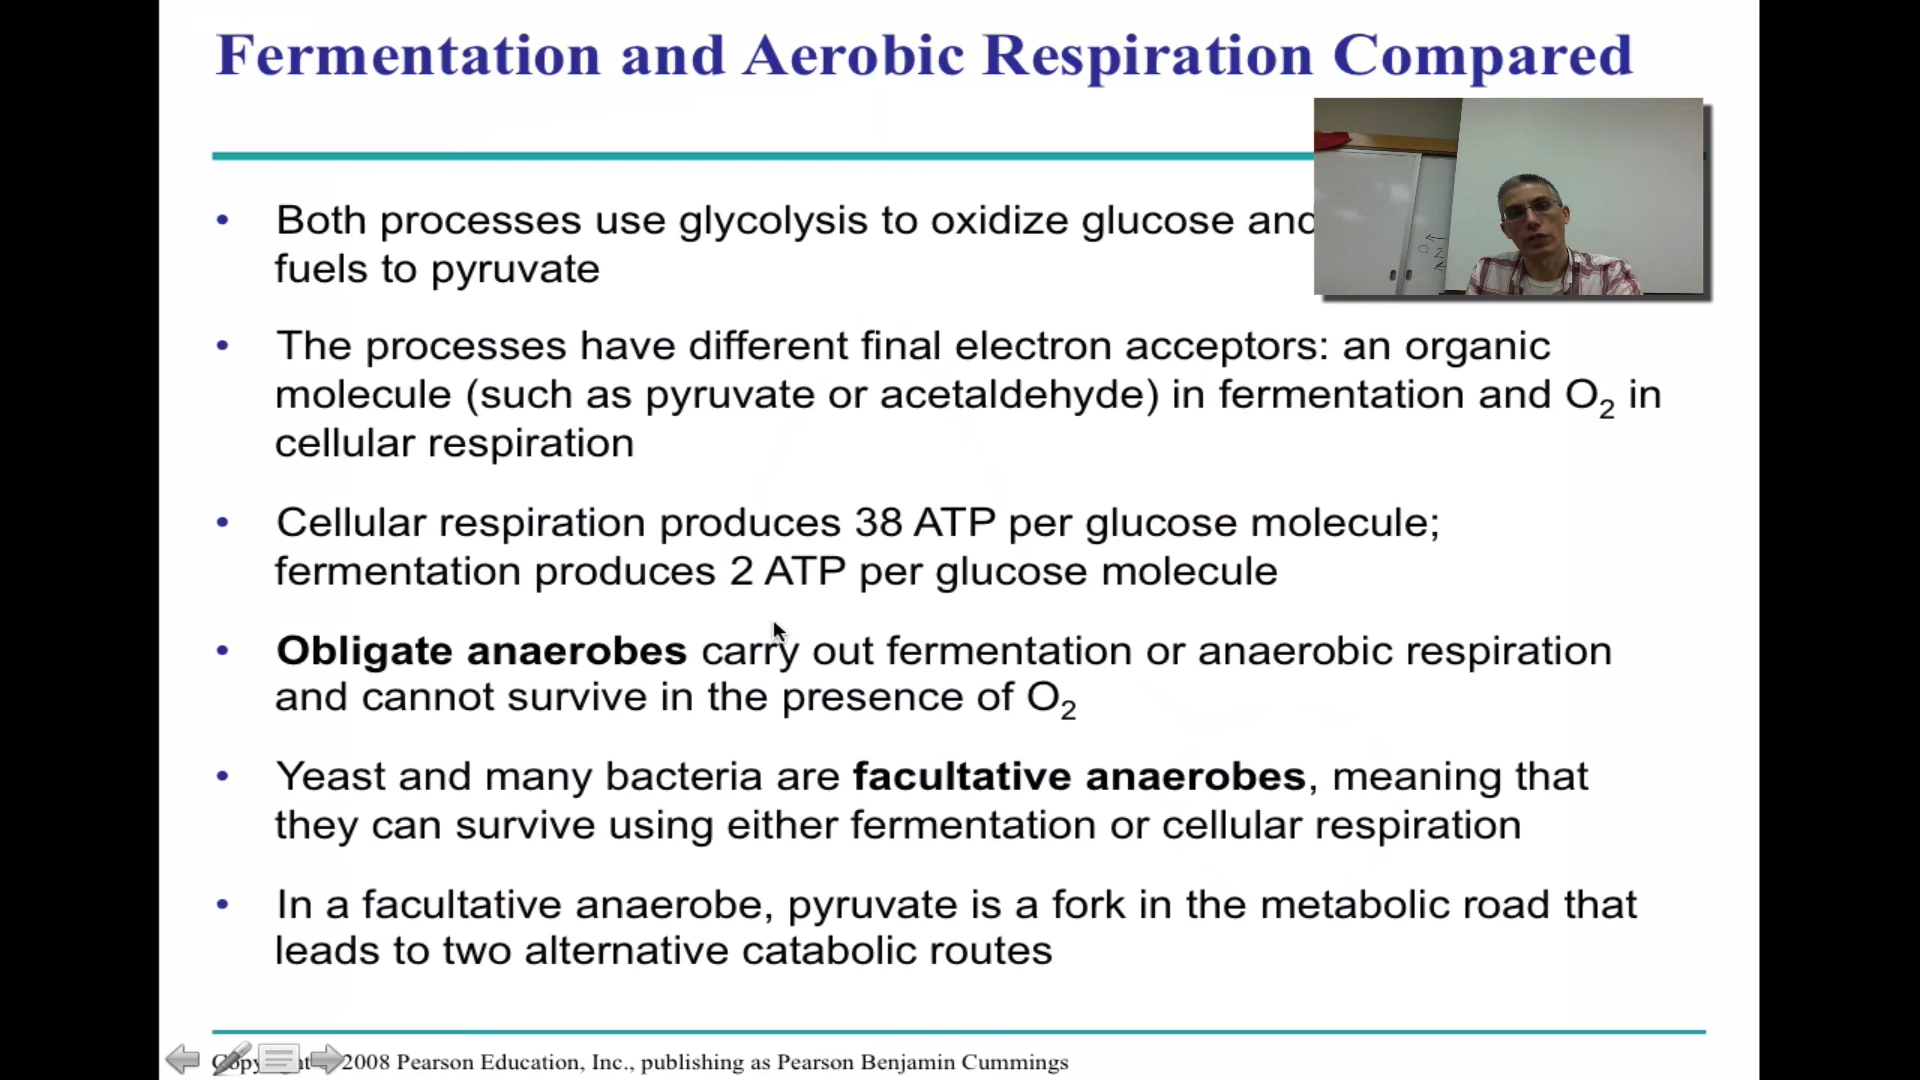 Fermentation and Aerobic Respiration Compared
• Both processes use glycolysis to oxidize glucose and
fuels to pyruvate
• The processes have different final electron acceptors: an organic
molecule (such as pyruvate or acetaldehyde) in fermentation and O₂ in
cellular respiration
• Cellular respiration produces 38 ATP per glucose molecule;
fermentation produces 2 ATP per glucose molecule
• Obligate anaerobes carry out fermentation or anaerobic respiration
and cannot survive in the presence of O₂
• Yeast and many bacteria are facultative anaerobes, meaning that
they can survive using either fermentation or cellular respiration
• In a facultative anaerobe, pyruvate is a fork in the metabolic road that
leads to two alternative catabolic routes
2008 Pearson Education, Inc., publishing as Pearson Benjamin Cummings